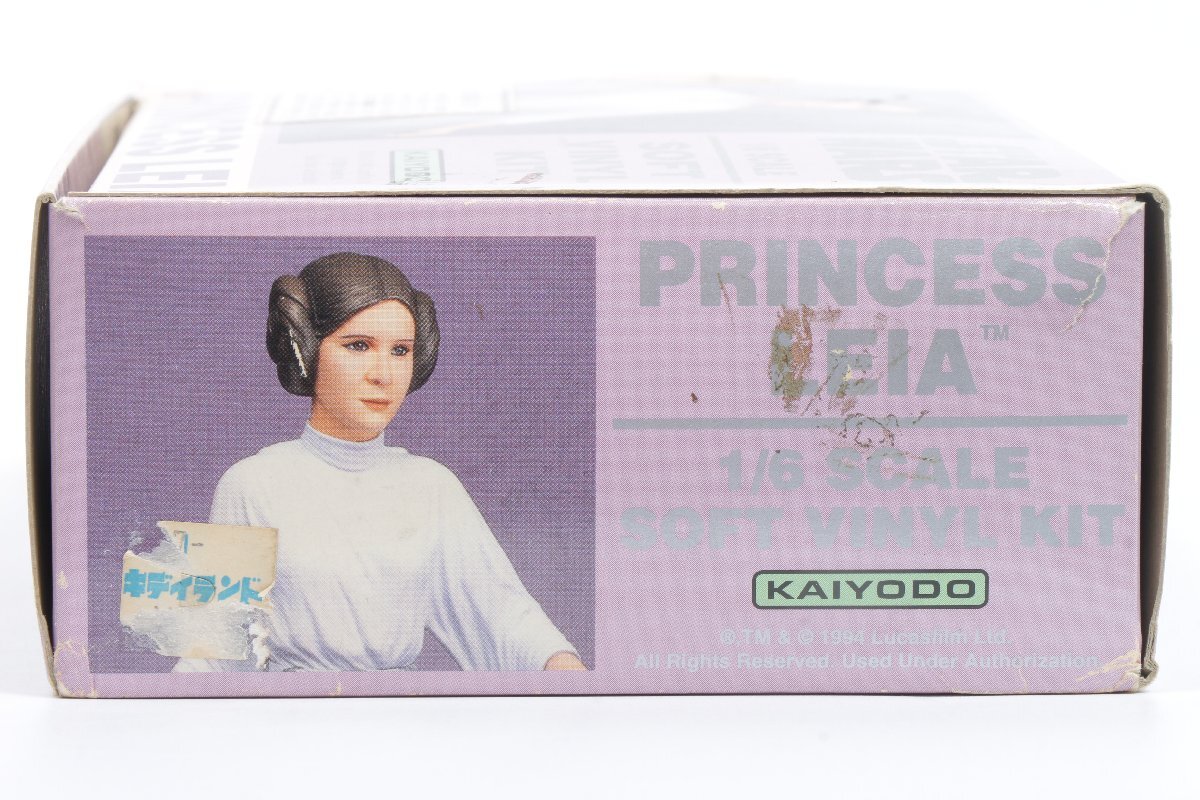 PRINCESS
LEIA™
1/6 SCALE
SOFT VINYL KIT
KAIYODO
®,TM & © 1994 Lucasfilm Ltd.
All Rights Reserved. Used Under Authorization.
キデイランド
KAIYODO